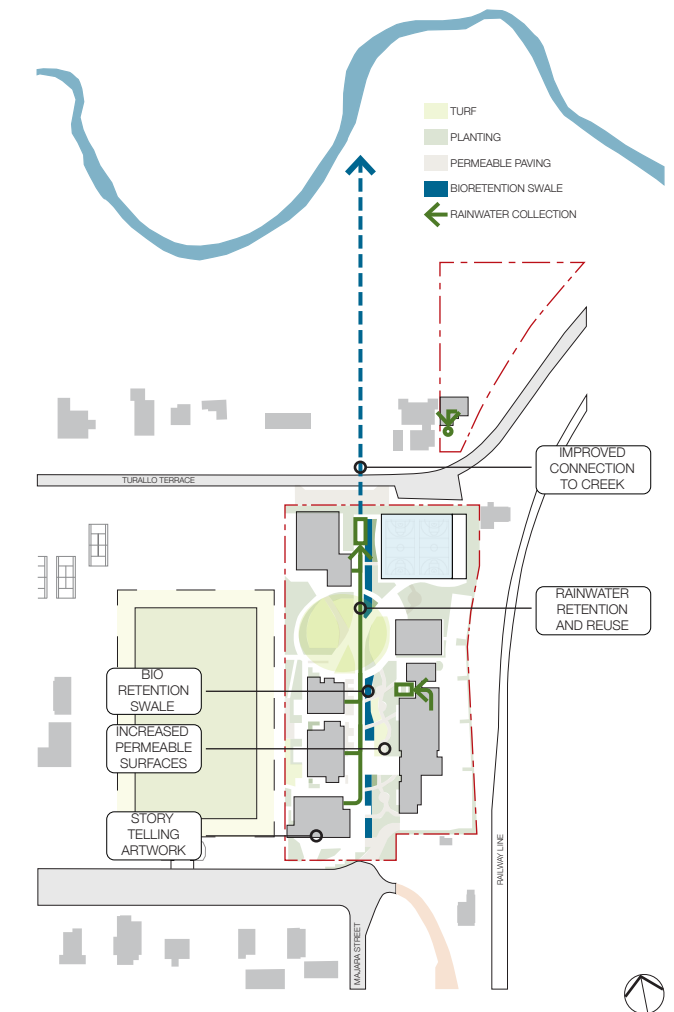 TURF
PLANTING
PERMEABLE PAVING
BIORETENTION SWALE
RAINWATER COLLECTION
IMPROVED
CONNECTION
TO CREEK
TURALLO TERRACE
RAINWATER
RETENTION
AND REUSE
BIO
RETENTION
SWALE
INCREASED
PERMEABLE
SURFACES
STORY
TELLING
ARTWORK
RAILWAY LINE
MAJARA STREET